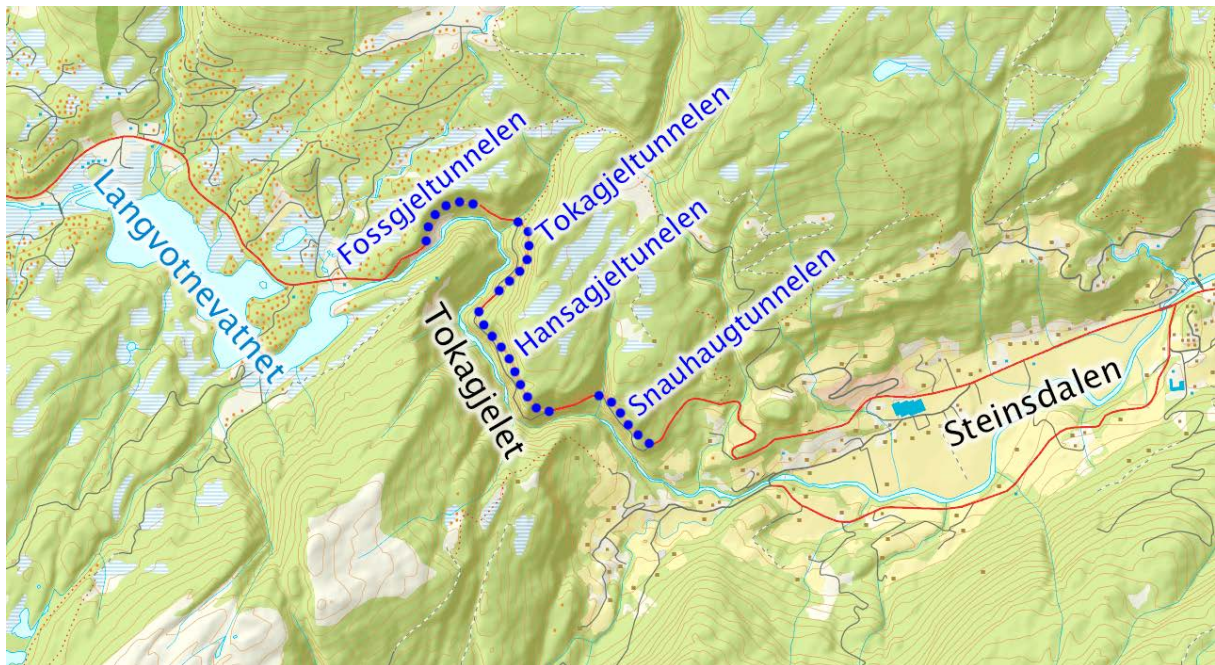 Langvotnevatnet
Fossgjeltunnelen
Tokagjeltunnelen
Hansagjeltunelen
Snauhaugtunnelen
Tokagjelet
Steinsdalen